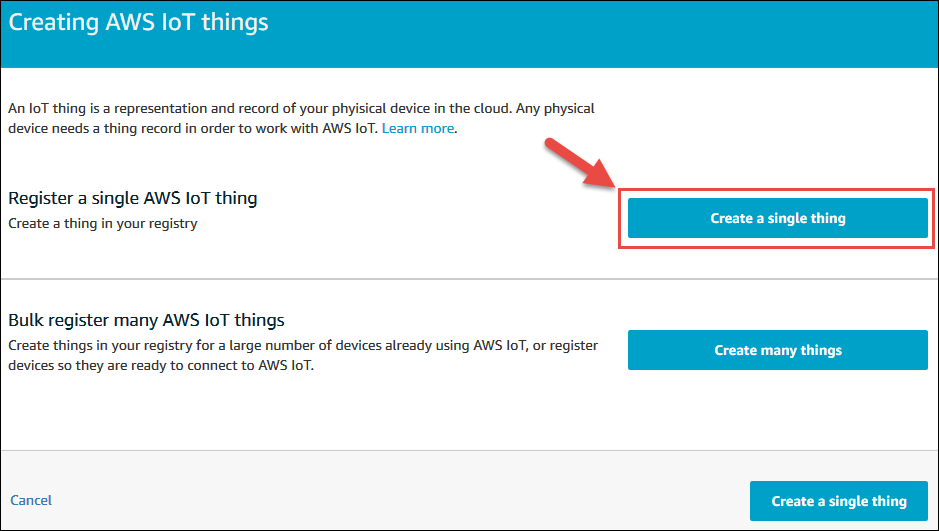 Creating AWS IoT things
An IoT thing is a representation and record of your phyisical device in the cloud. Any physical
device needs a thing record in order to work with AWS IoT. Learn more.
Register a single AWS IoT thing
Create a thing in your registry
Create a single thing
Bulk register many AWS IoT things
Create things in your registry for a large number of devices already using AWS IoT, or register
devices so they are ready to connect to AWS IoT.
Create many things
Cancel
Create a single thing